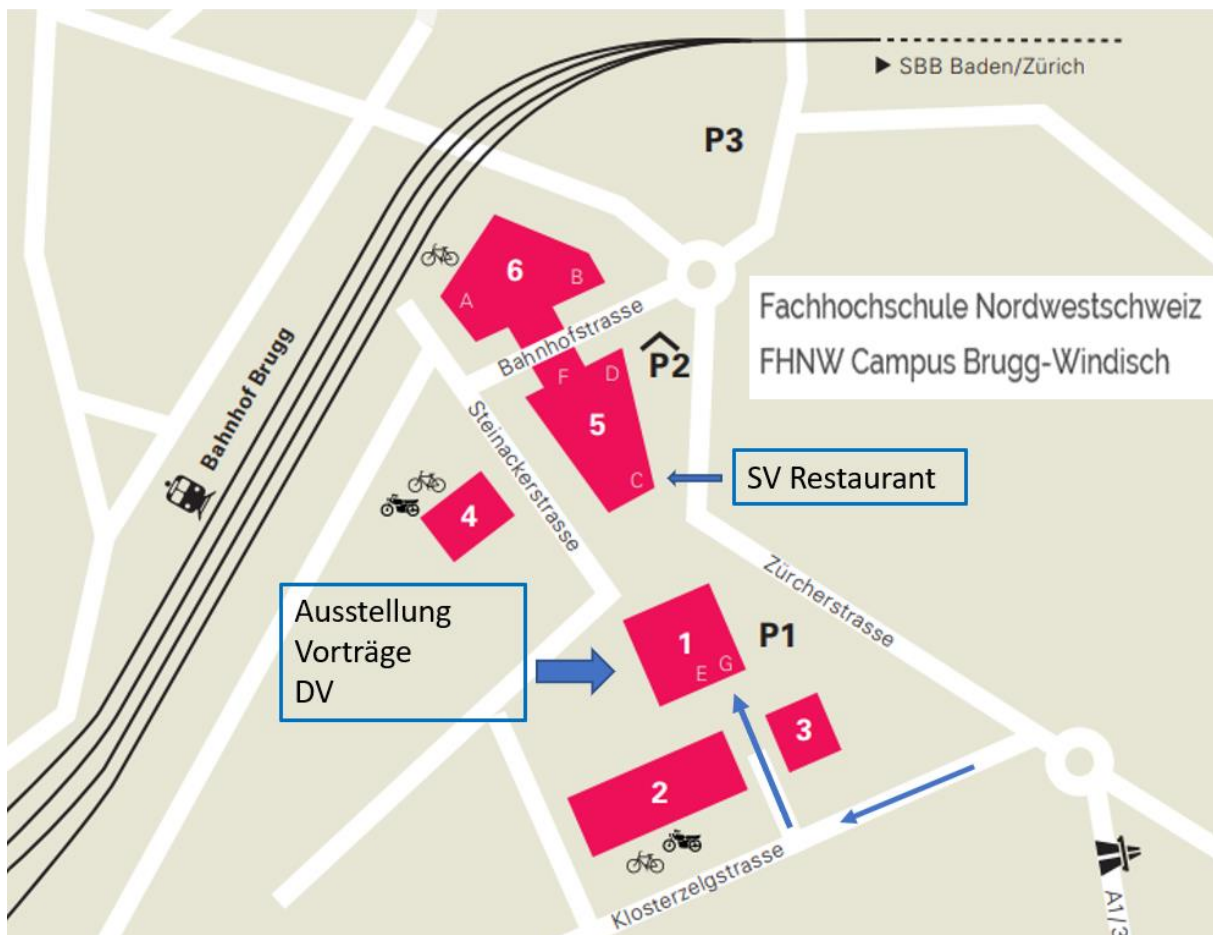 ► SBB Baden/Zürich
P3
6
B
A
Fachhochschule Nordwestschweiz
FHNW Campus Brugg-Windisch
Bahnhofstrasse
P2
F
D
5
C
Bahnhof Brugg
Steinackerstrasse
SV Restaurant
4
Zürcherstrasse
Ausstellung
Vorträge
DV
1
P1
E
G
3
2
Klosterzelgstrasse
A1/3